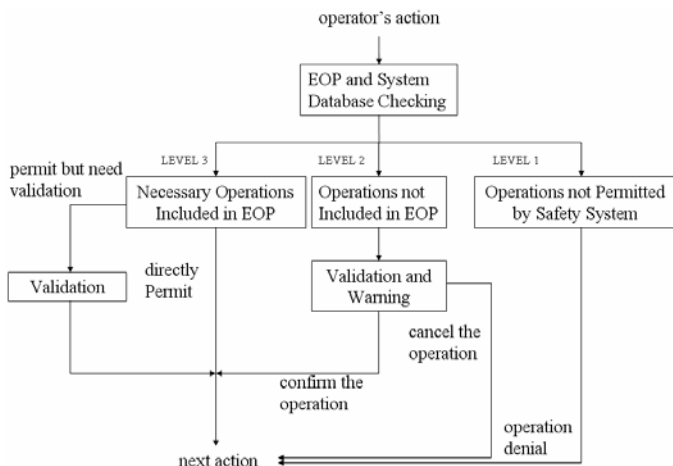 operator's action
EOP and System
Database Checking
LEVEL 3
LEVEL 2
LEVEL 1
permit but need
validation
Necessary Operations
Included in EOP
Operations not
Included in EOP
Operations not Permitted
by Safety System
Validation
directly
Permit
Validation and
Warning
cancel the
operation
confirm the
operation
operation
denial
next action